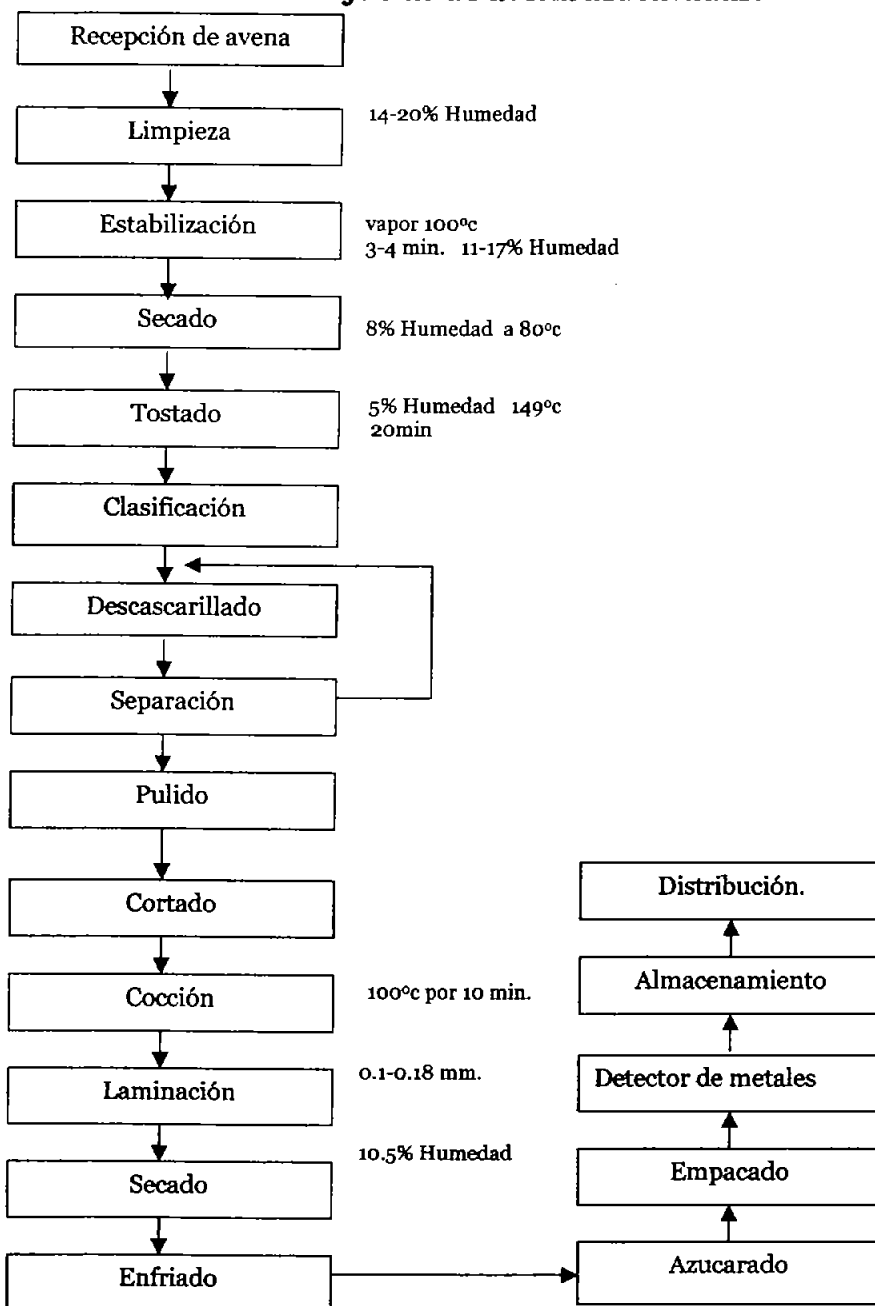 Recepción de avena
Limpieza
14-20% Humedad
Estabilización
vapor 100ºc
3-4 min. 11-17% Humedad
Secado
8% Humedad a 80ºc
Tostado
5% Humedad 149ºc
20min
Clasificación
Descascarillado
Separación
Pulido
Cortado
Cocción
100ºc por 10 min.
Laminación
0.1-0.18 mm.
Secado
10.5% Humedad
Enfriado
Azucarado
Empacado
Detector de metales
Almacenamiento
Distribución.